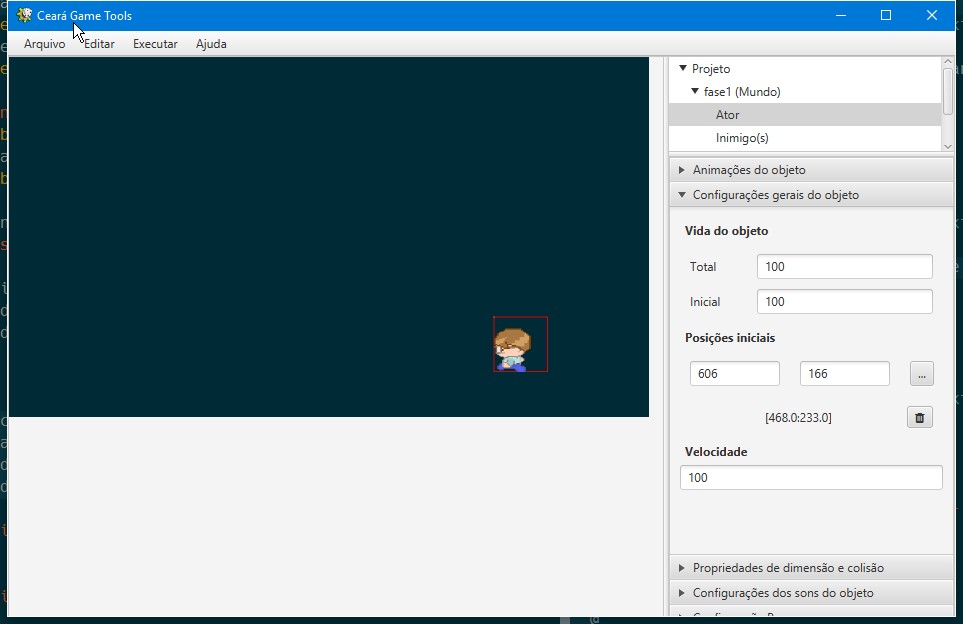 Ceará Game Tools
Arquivo Editar Executar Ajuda
Projeto
fase1 (Mundo)
Ator
Inimigo(s)
Animações do objeto
Configurações gerais do objeto
Vida do objeto
Total 100
Inicial 100
Posições iniciais
606 166 ...
[468.0:233.0]
Velocidade
100
Propriedades de dimensão e colisão
Configurações dos sons do objeto